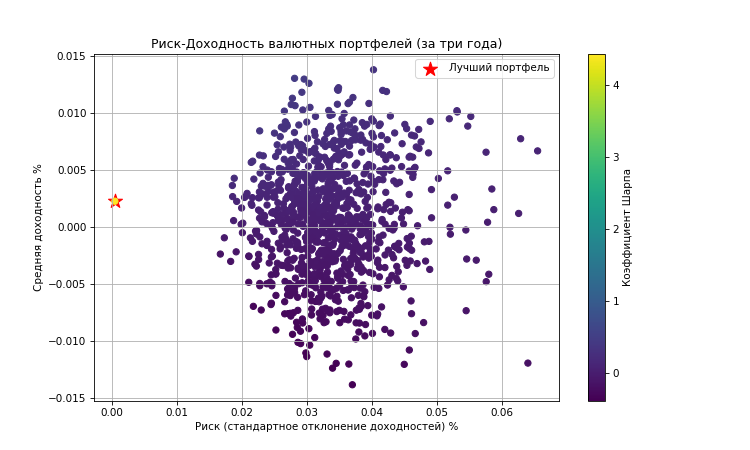 Риск-Доходность валютных портфелей (за три года)
Лучший портфель
0.015
0.010
0.005
0.000
−0.005
−0.010
−0.015
Средняя доходность %
0.00 0.01 0.02 0.03 0.04 0.05 0.06
Риск (стандартное отклонение доходностей) %
4
3
2
1
0
Коэффициент Шарпа